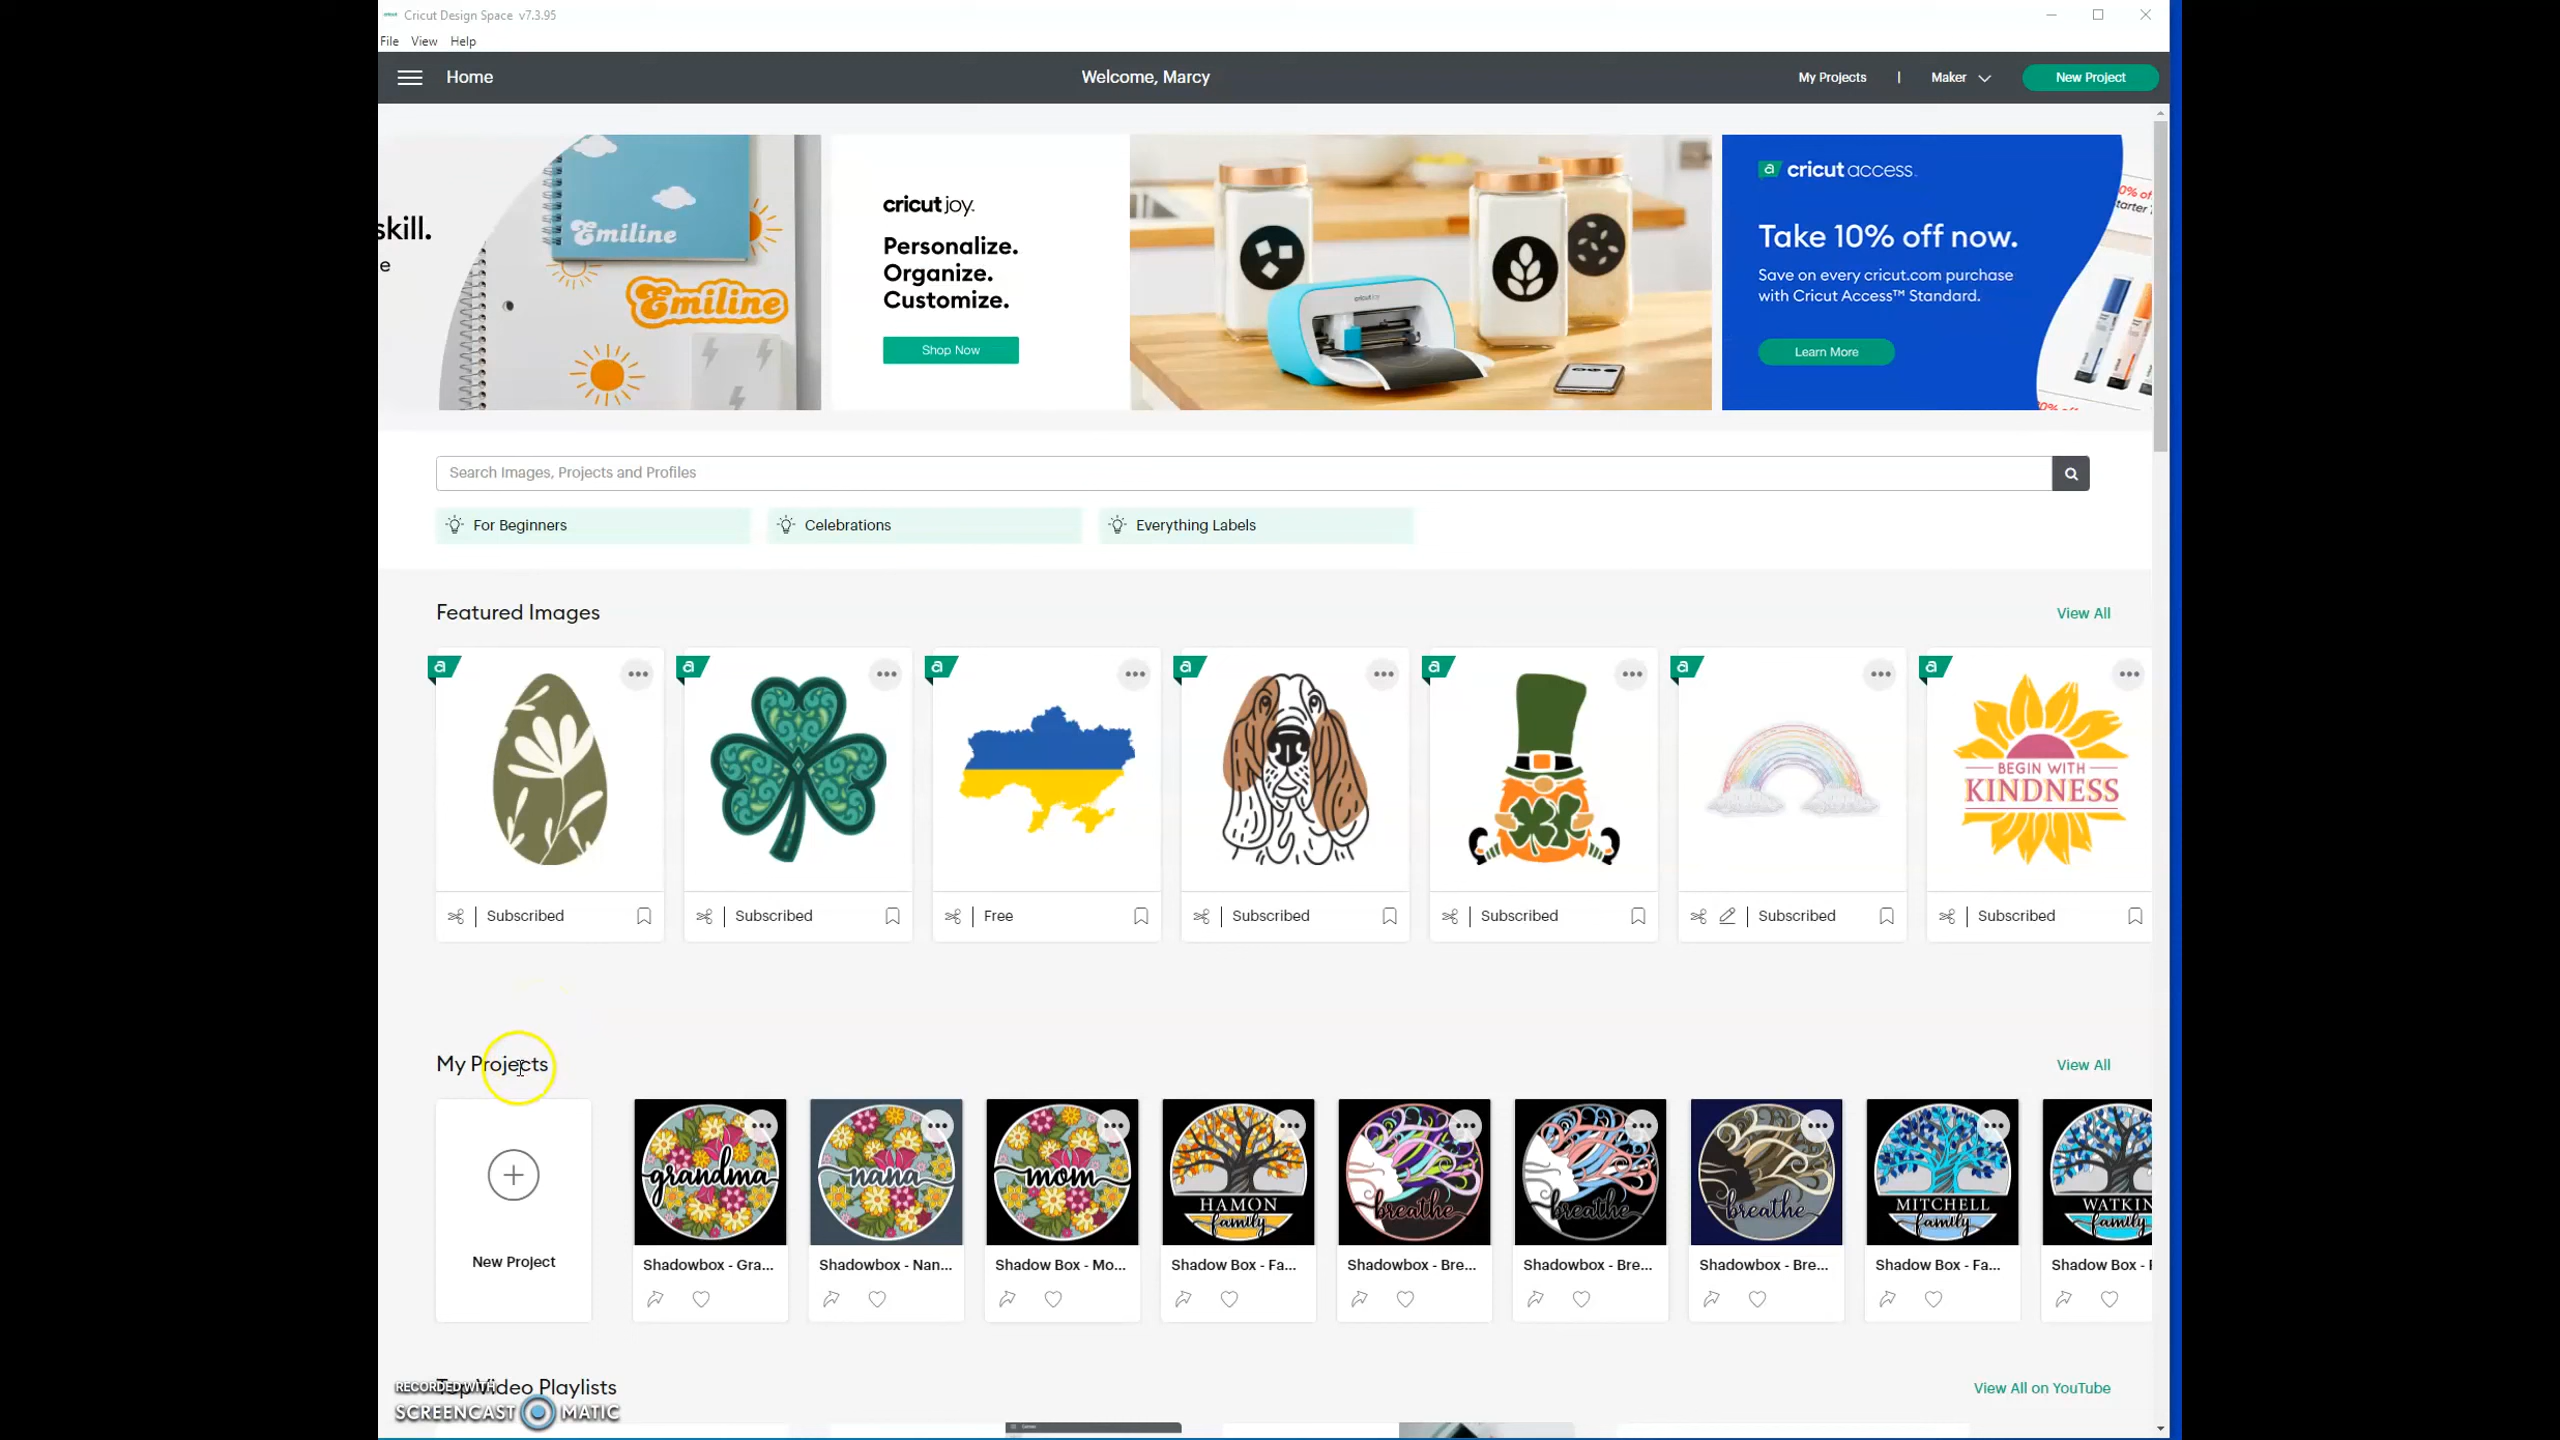 Cricut Design Space v7.3.95
File View Help
Home
Welcome, Marcy
My Projects | Maker
New Project
skill.
e
Emiline
Emiline
cricut joy.
Personalize.
Organize.
Customize.
Shop Now
a cricut access
Take 10% off now.
Save on every cricut.com purchase
with Cricut Access™ Standard.
Learn More
Search Images, Projects and Profiles
For Beginners
Celebrations
Everything Labels
Featured Images
View All
a
a
a
a
a
a
a
BEGIN WITH
KINDNESS
Subscribed
Subscribed
Free
Subscribed
Subscribed
Subscribed
Subscribed
My Projects
View All
New Project
grandma
nana
mom
HAMON
family
breathe
breathe
breathe
MITCHELL
family
WATKIN
family
Shadowbox - Gra...
Shadowbox - Nan...
Shadow Box - Mo...
Shadow Box - Fa...
Shadowbox - Bre...
Shadowbox - Bre...
Shadowbox - Bre...
Shadow Box - Fa...
Shadow Box - F
Top Video Playlists
View All on YouTube
RECORDED WITH
SCREENCAST MATIC